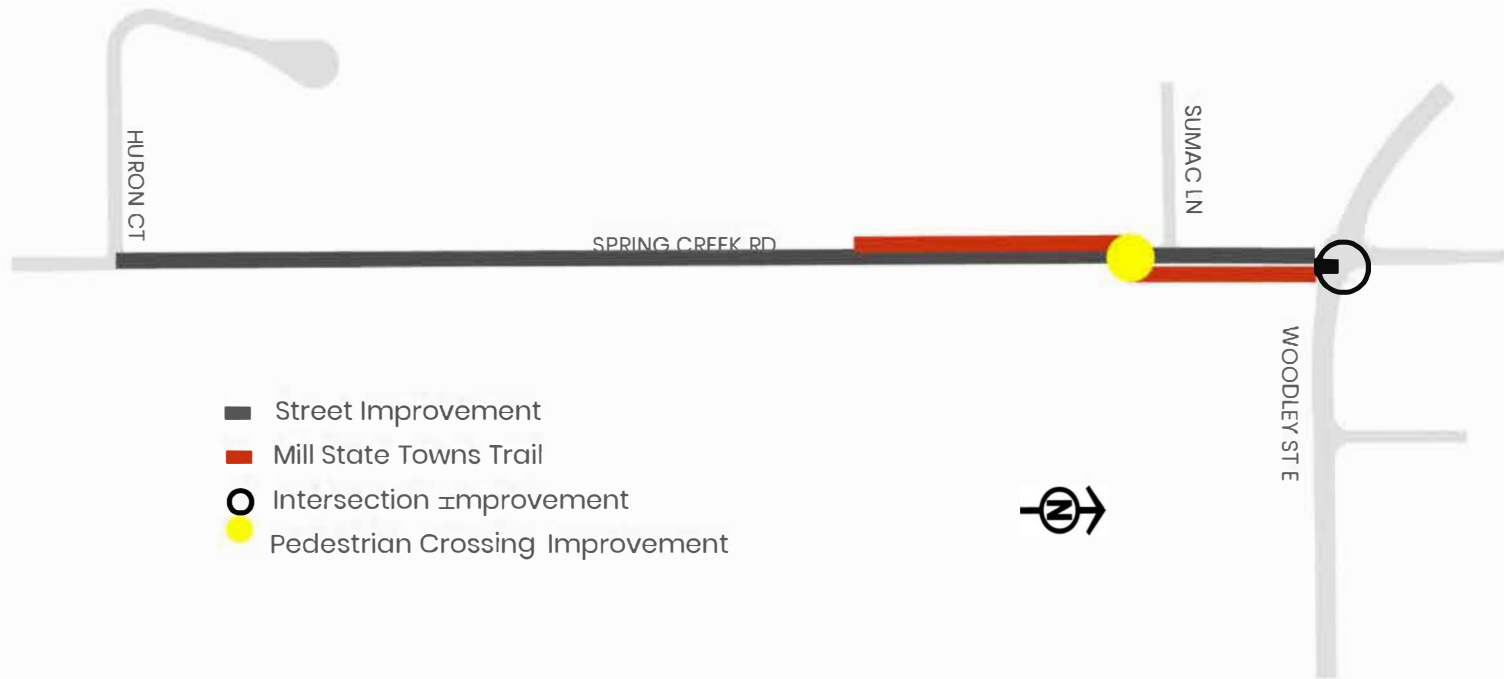 HURON CT
SPRING CREEK RD
SUMAC LN
WOODLEY ST E
Street Improvement
Mill State Towns Trail
Intersection Improvement
Pedestrian Crossing Improvement
N